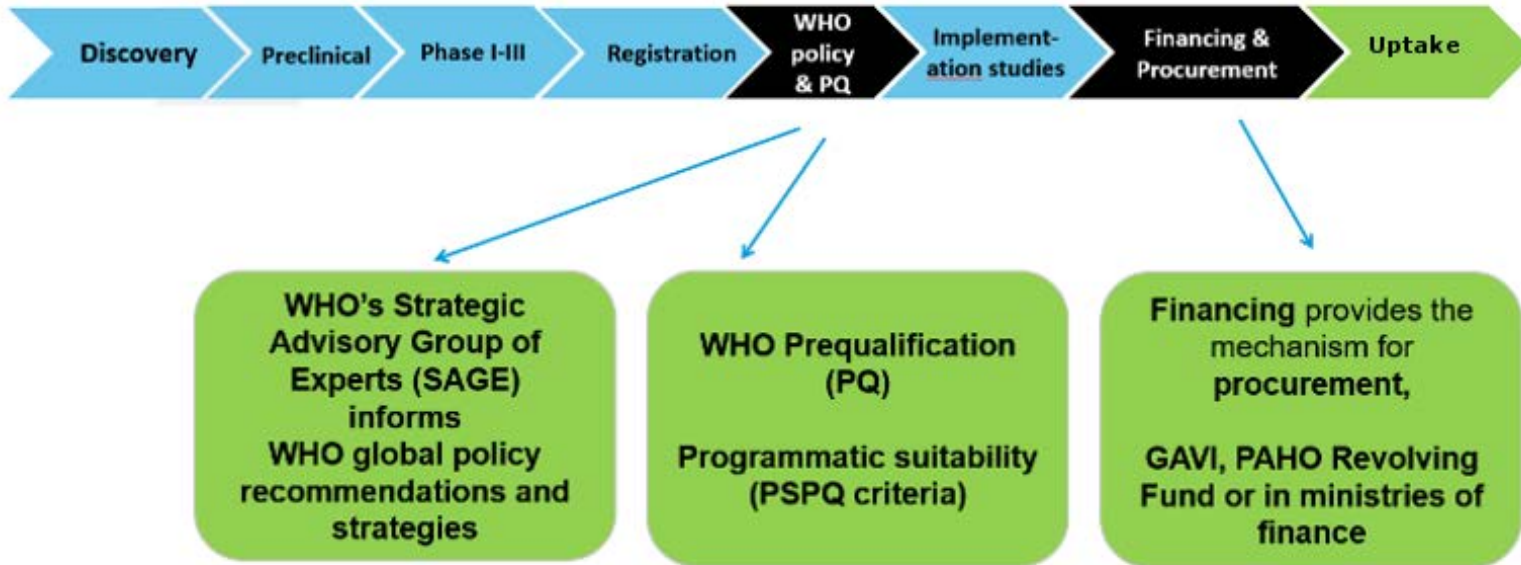 Discovery
Preclinical
Phase I-III
Registration
WHO
policy
& PQ
Implement-
ation studies
Financing &
Procurement
Uptake
WHO's Strategic
Advisory Group of
Experts (SAGE)
informs
WHO global policy
recommendations and
strategies
WHO Prequalification
(PQ)
Programmatic suitability
(PSPQ criteria)
Financing provides the
mechanism for
procurement,
GAVI, PAHO Revolving
Fund or in ministries of
finance